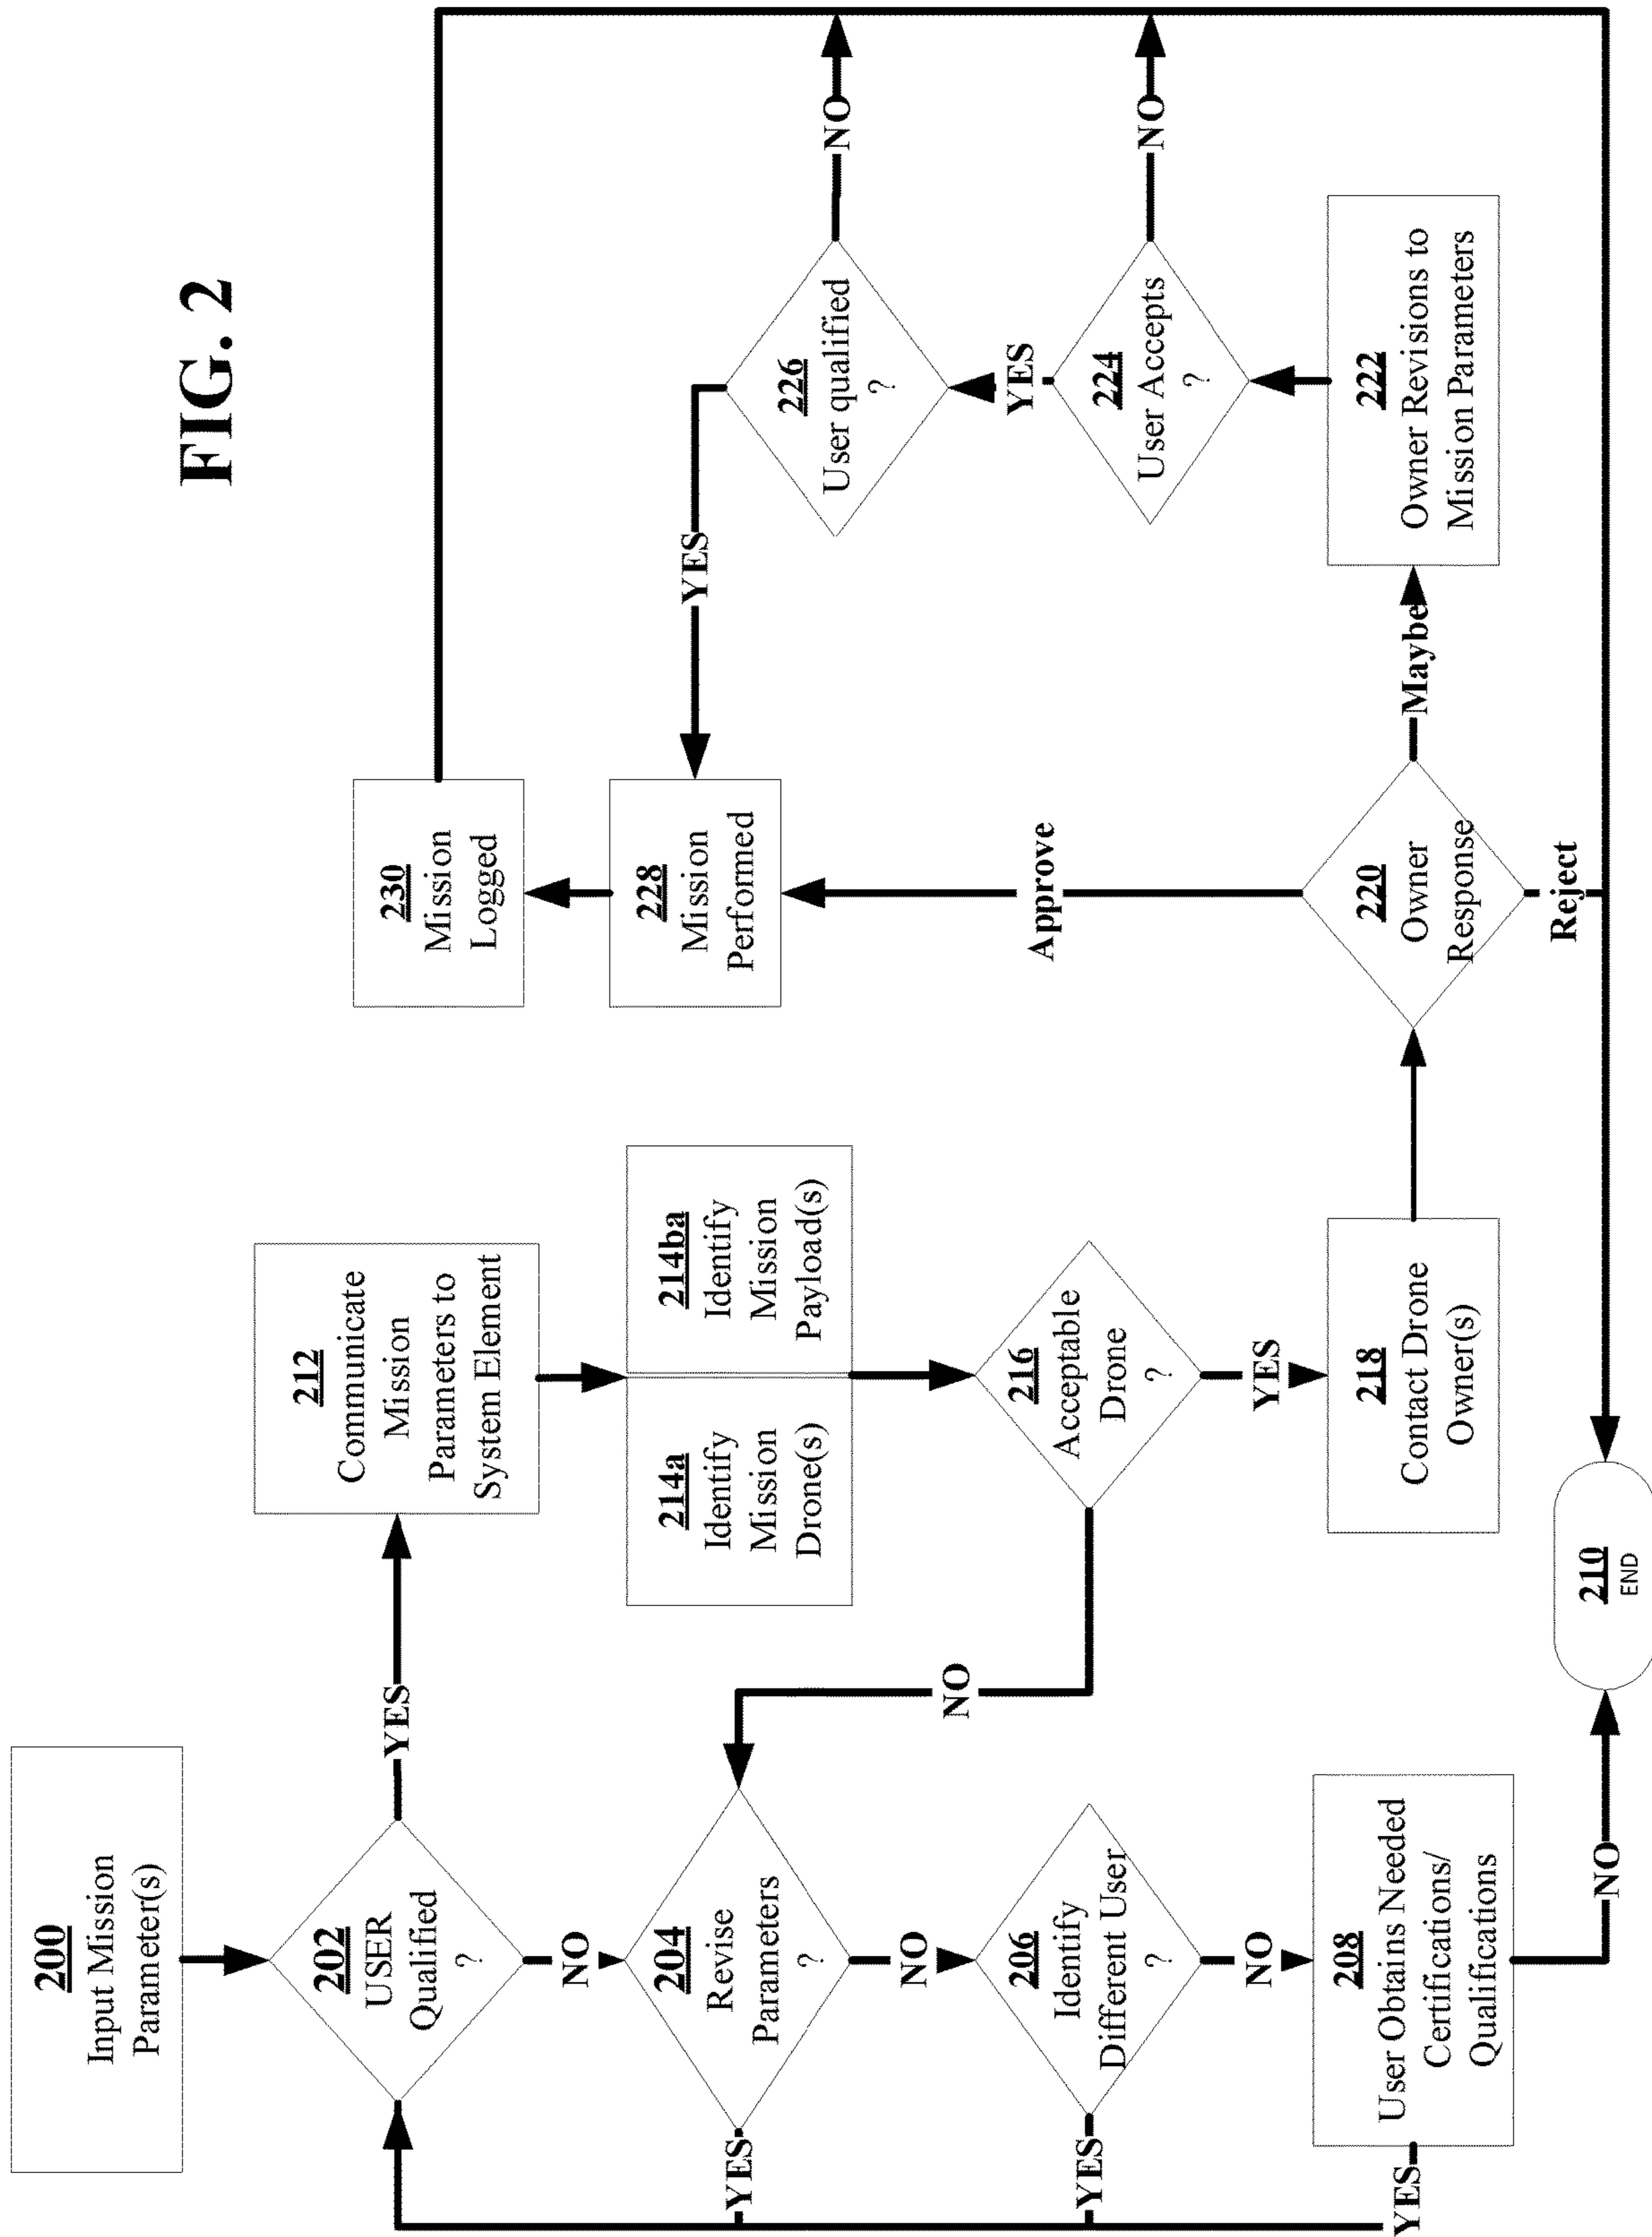 FIG. 2
200
Input Mission
Parameter(s)
202
USER
Qualified
?
YES
NO
204
Revise
Parameters
?
YES
NO
206
Identify
Different User
?
YES
NO
208
User Obtains Needed
Certifications/
Qualifications
YES
NO
210
END
212
Communicate
Mission
Parameters to
System Element
214a
Identify
Mission
Drone(s)
214ba
Identify
Mission
Payload(s)
216
Acceptable
Drone
?
NO
YES
218
Contact Drone
Owner(s)
220
Owner
Response
Approve
Maybe
Reject
222
Owner Revisions to
Mission Parameters
224
User Accepts
?
YES
NO
226
User qualified
?
YES
NO
228
Mission
Performed
230
Mission
Logged